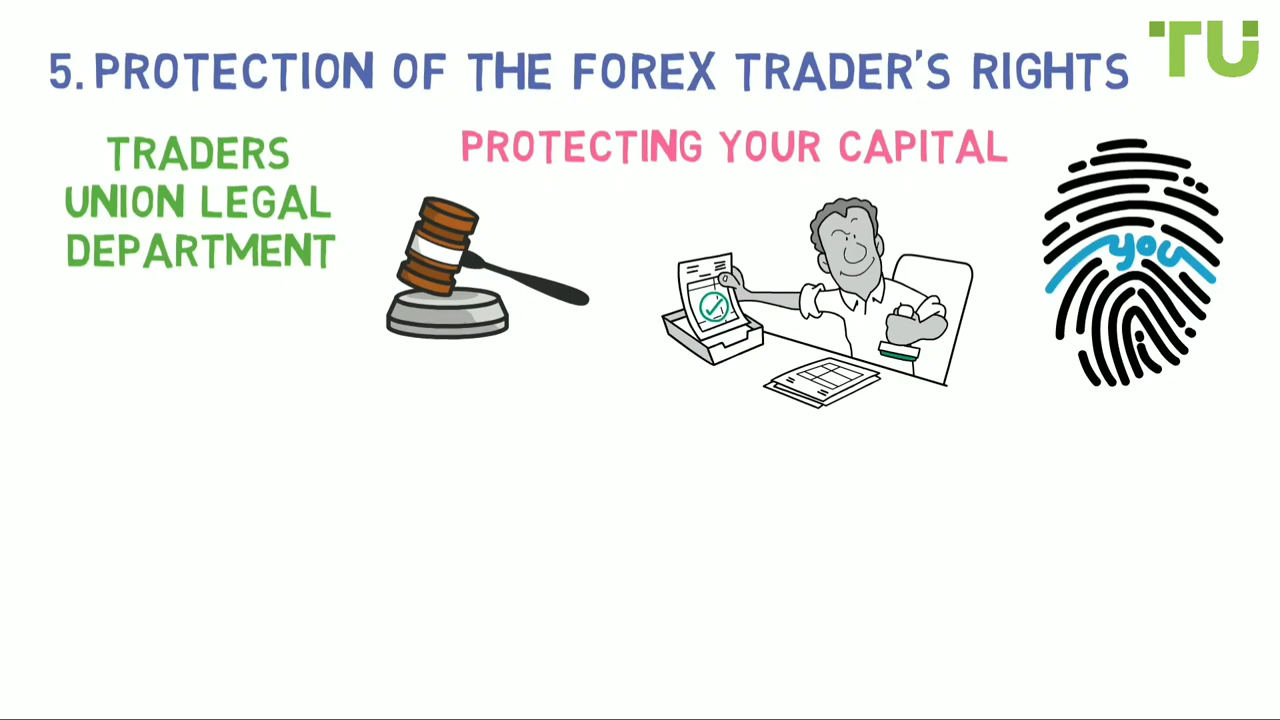 5. PROTECTION OF THE FOREX TRADER'S RIGHTS
TU
TRADERS
UNION LEGAL
DEPARTMENT
PROTECTING YOUR CAPITAL
you